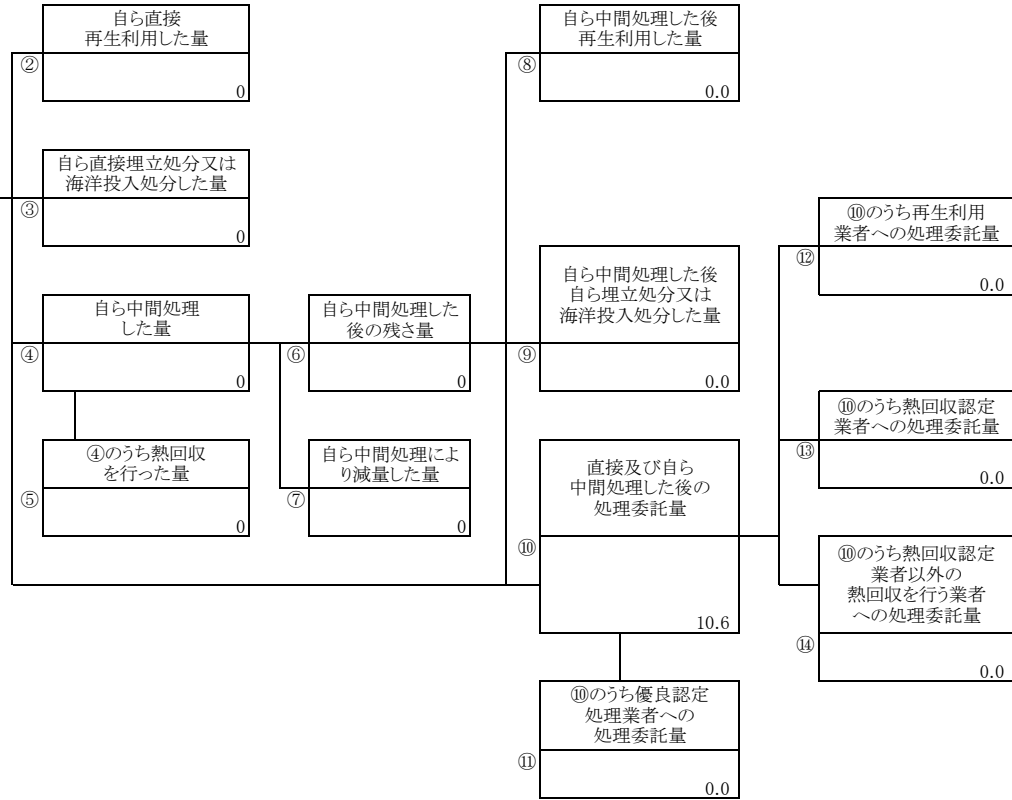 自ら直接
再生利用した量
②
0
自ら直接埋立処分又は
海洋投入処分した量
③
0
自ら中間処理
した量
④
0
④のうち熱回収
を行った量
⑤
0
自ら中間処理した
後の残さ量
⑥
0
自ら中間処理によ
り減量した量
⑦
0
自ら中間処理した後
再生利用した量
⑧
0.0
自ら中間処理した後
自ら埋立処分又は
海洋投入処分した量
⑨
0.0
直接及び自ら
中間処理した後の
処理委託量
⑩
10.6
⑩のうち優良認定
処理業者への
処理委託量
⑪
0.0
⑩のうち再生利用
業者への処理委託量
⑫
0.0
⑩のうち熱回収認定
業者への処理委託量
⑬
0.0
⑩のうち熱回収認定
業者以外の
熱回収を行う業者
への処理委託量
⑭
0.0